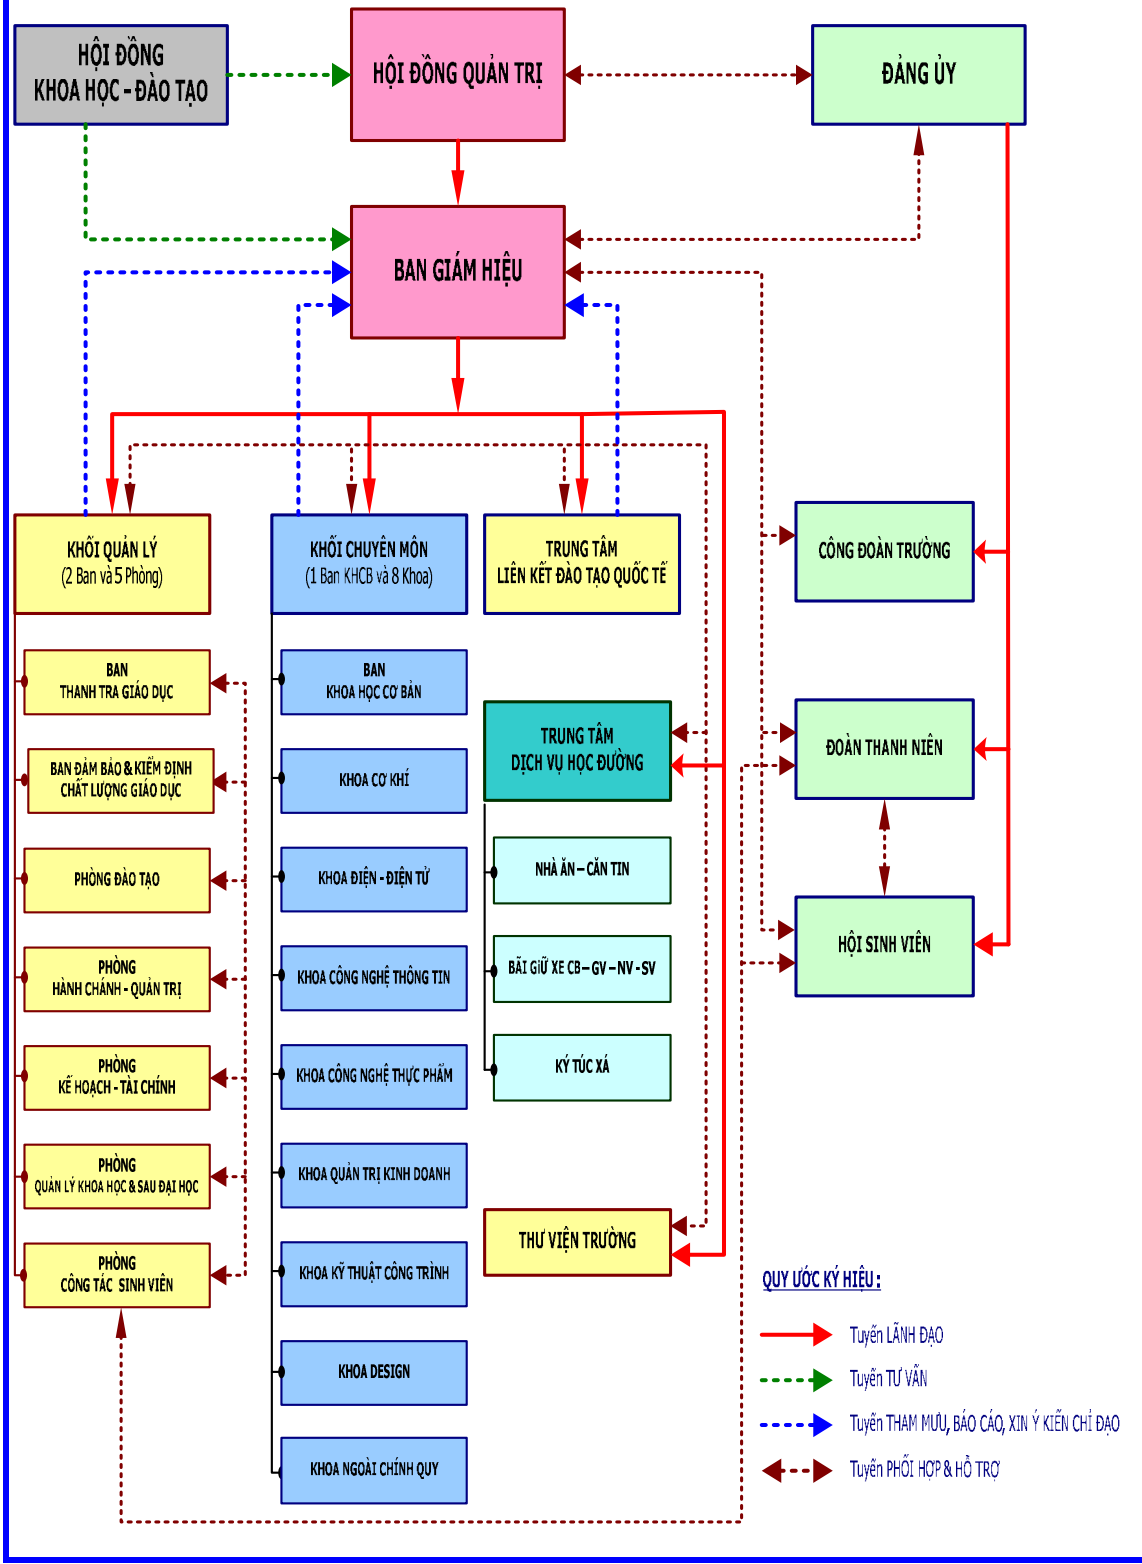 HỘI ĐỒNG
KHOA HỌC – ĐÀO TẠO
HỘI ĐỒNG QUẢN TRỊ
ĐẢNG ỦY
BAN GIÁM HIỆU
KHỐI QUẢN LÝ
(2 Ban và 5 Phòng)
KHỐI CHUYÊN MÔN
(1 Ban KHCB và 8 Khoa)
TRUNG TÂM
LIÊN KẾT ĐÀO TẠO QUỐC TẾ
CÔNG ĐOÀN TRƯỜNG
BAN
THANH TRA GIÁO DỤC
BAN ĐẢM BẢO & KIỂM ĐỊNH
CHẤT LƯỢNG GIÁO DỤC
PHÒNG ĐÀO TẠO
PHÒNG
HÀNH CHÁNH – QUẢN TRỊ
PHÒNG
KẾ HOẠCH – TÀI CHÍNH
PHÒNG
QUẢN LÝ KHOA HỌC & SAU ĐẠI HỌC
PHÒNG
CÔNG TÁC SINH VIÊN
BAN
KHOA HỌC CƠ BẢN
KHOA CƠ KHÍ
KHOA ĐIỆN – ĐIỆN TỬ
KHOA CÔNG NGHỆ THÔNG TIN
KHOA CÔNG NGHỆ THỰC PHẨM
KHOA QUẢN TRỊ KINH DOANH
KHOA KỸ THUẬT CÔNG TRÌNH
KHOA DESIGN
KHOA NGOÀI CHÍNH QUY
TRUNG TÂM
DỊCH VỤ HỌC ĐƯỜNG
NHÀ ĂN – CĂN TIN
BÃI GIỮ XE CB – GV – NV - SV
KÝ TÚC XÁ
THƯ VIỆN TRƯỜNG
ĐOÀN THANH NIÊN
HỘI SINH VIÊN
QUY ƯỚC KÝ HIỆU :
Tuyến LÃNH ĐẠO
Tuyến TƯ VẤN
Tuyến THAM MƯU, BÁO CÁO, XIN Ý KIẾN CHỈ ĐẠO
Tuyến PHỐI HỢP & HỖ TRỢ